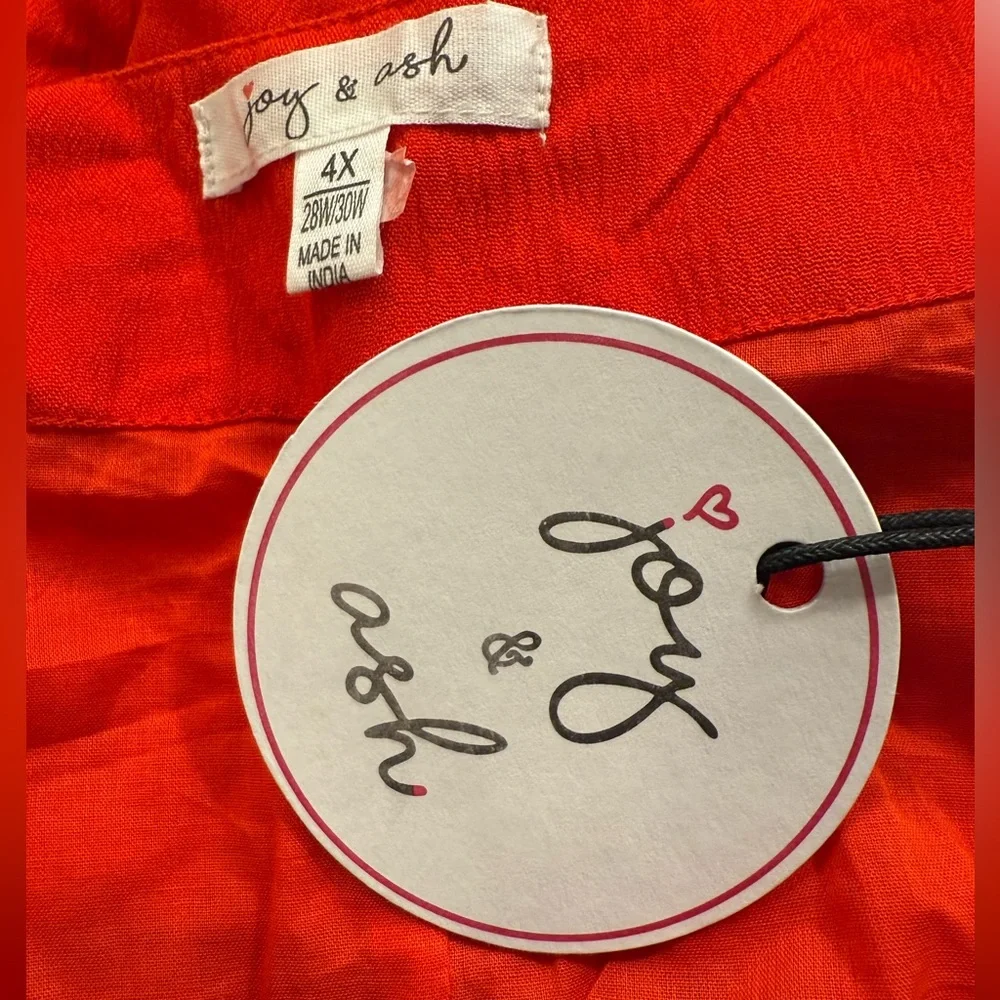 joy & ash
4X
28W/30W
MADE IN
INDIA
joy
&
ash